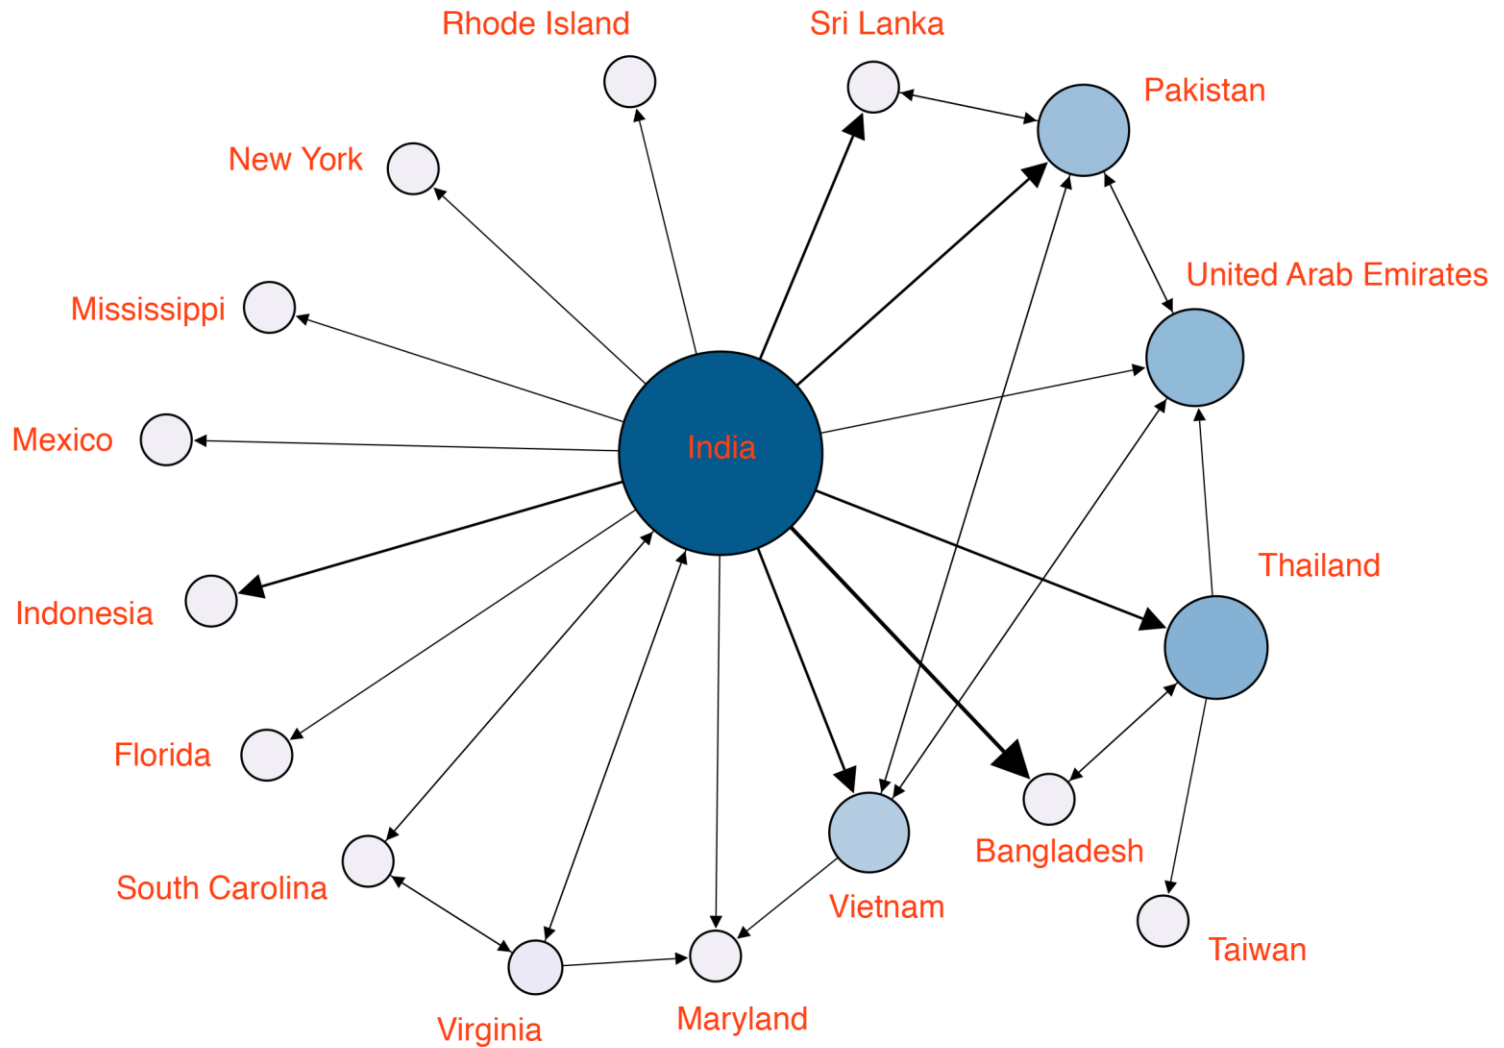 Rhode Island
Sri Lanka
Pakistan
New York
United Arab Emirates
Mississippi
Mexico
India
Thailand
Indonesia
Florida
Bangladesh
South Carolina
Vietnam
Taiwan
Maryland
Virginia